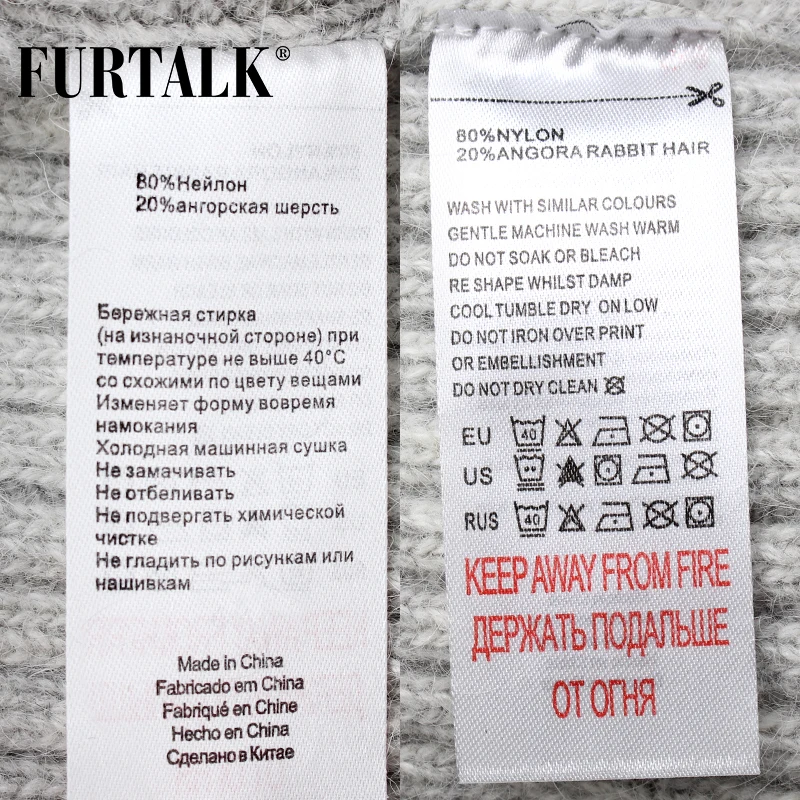 FURTALK®
80%Нейлон
20%ангорская шерсть
Бережная стирка
(на изнаночной стороне) при
температуре не выше 40°С
со схожими по цвету вещами
Изменяет форму вовремя
намокания
Холодная машинная сушка
Не замачивать
Не отбеливать
Не подвергать химической
чистке
Не гладить по рисункам или
нашивкам
Made in China
Fabricado em China
Fabriqué en Chine
Hecho en China
Сделано в Китае
80%NYLON
20%ANGORA RABBIT HAIR
WASH WITH SIMILAR COLOURS
GENTLE MACHINE WASH WARM
DO NOT SOAK OR BLEACH
RE SHAPE WHILST DAMP
COOL TUMBLE DRY ON LOW
DO NOT IRON OVER PRINT
OR EMBELLISHMENT
DO NOT DRY CLEAN
EU 40
US
RUS 40
KEEP AWAY FROM FIRE
ДЕРЖАТЬ ПОДАЛЬШЕ
ОТ ОГНЯ